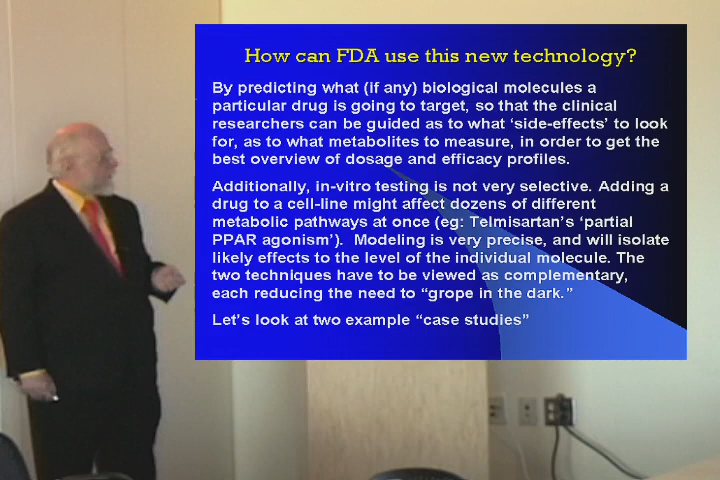 How can FDA use this new technology?
By predicting what (if any) biological molecules a
particular drug is going to target, so that the clinical
researchers can be guided as to what ‘side-effects’ to look
for, as to what metabolites to measure, in order to get the
best overview of dosage and efficacy profiles.
Additionally, in-vitro testing is not very selective. Adding a
drug to a cell-line might affect dozens of different
metabolic pathways at once (eg: Telmisartan’s ‘partial
PPAR agonism’).  Modeling is very precise, and will isolate
likely effects to the level of the individual molecule. The
two techniques have to be viewed as complementary,
each reducing the need to “grope in the dark.”
Let’s look at two example “case studies”